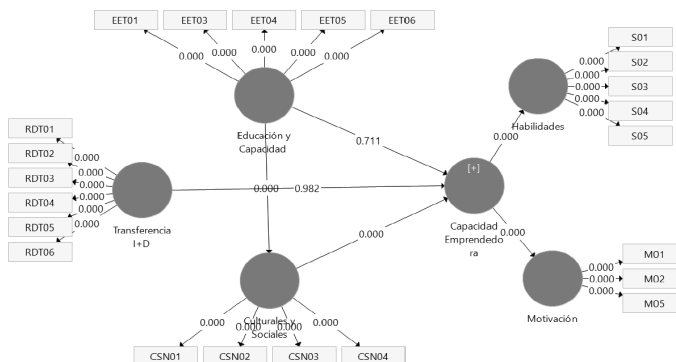 EET01
EET03
EET04
EET05
EET06
0.000
0.000
0.000
0.000
0.000
Educación y
Capacidad
RDT01
RDT02
RDT03
RDT04
RDT05
RDT06
0.000
0.000
0.000
0.000
0.000
0.000
Transferencia
I+D
0.711
0.000
0.982
0.000
[+]
Capacidad
Emprendedo
ra
0.000
0.000
Habilidades
0.000
0.000
0.000
0.000
0.000
S01
S02
S03
S04
S05
Motivación
0.000
0.000
0.000
MO1
MO2
MO5
Culturales y
Sociales
0.000
0.000
0.000
0.000
CSN01
CSN02
CSN03
CSN04